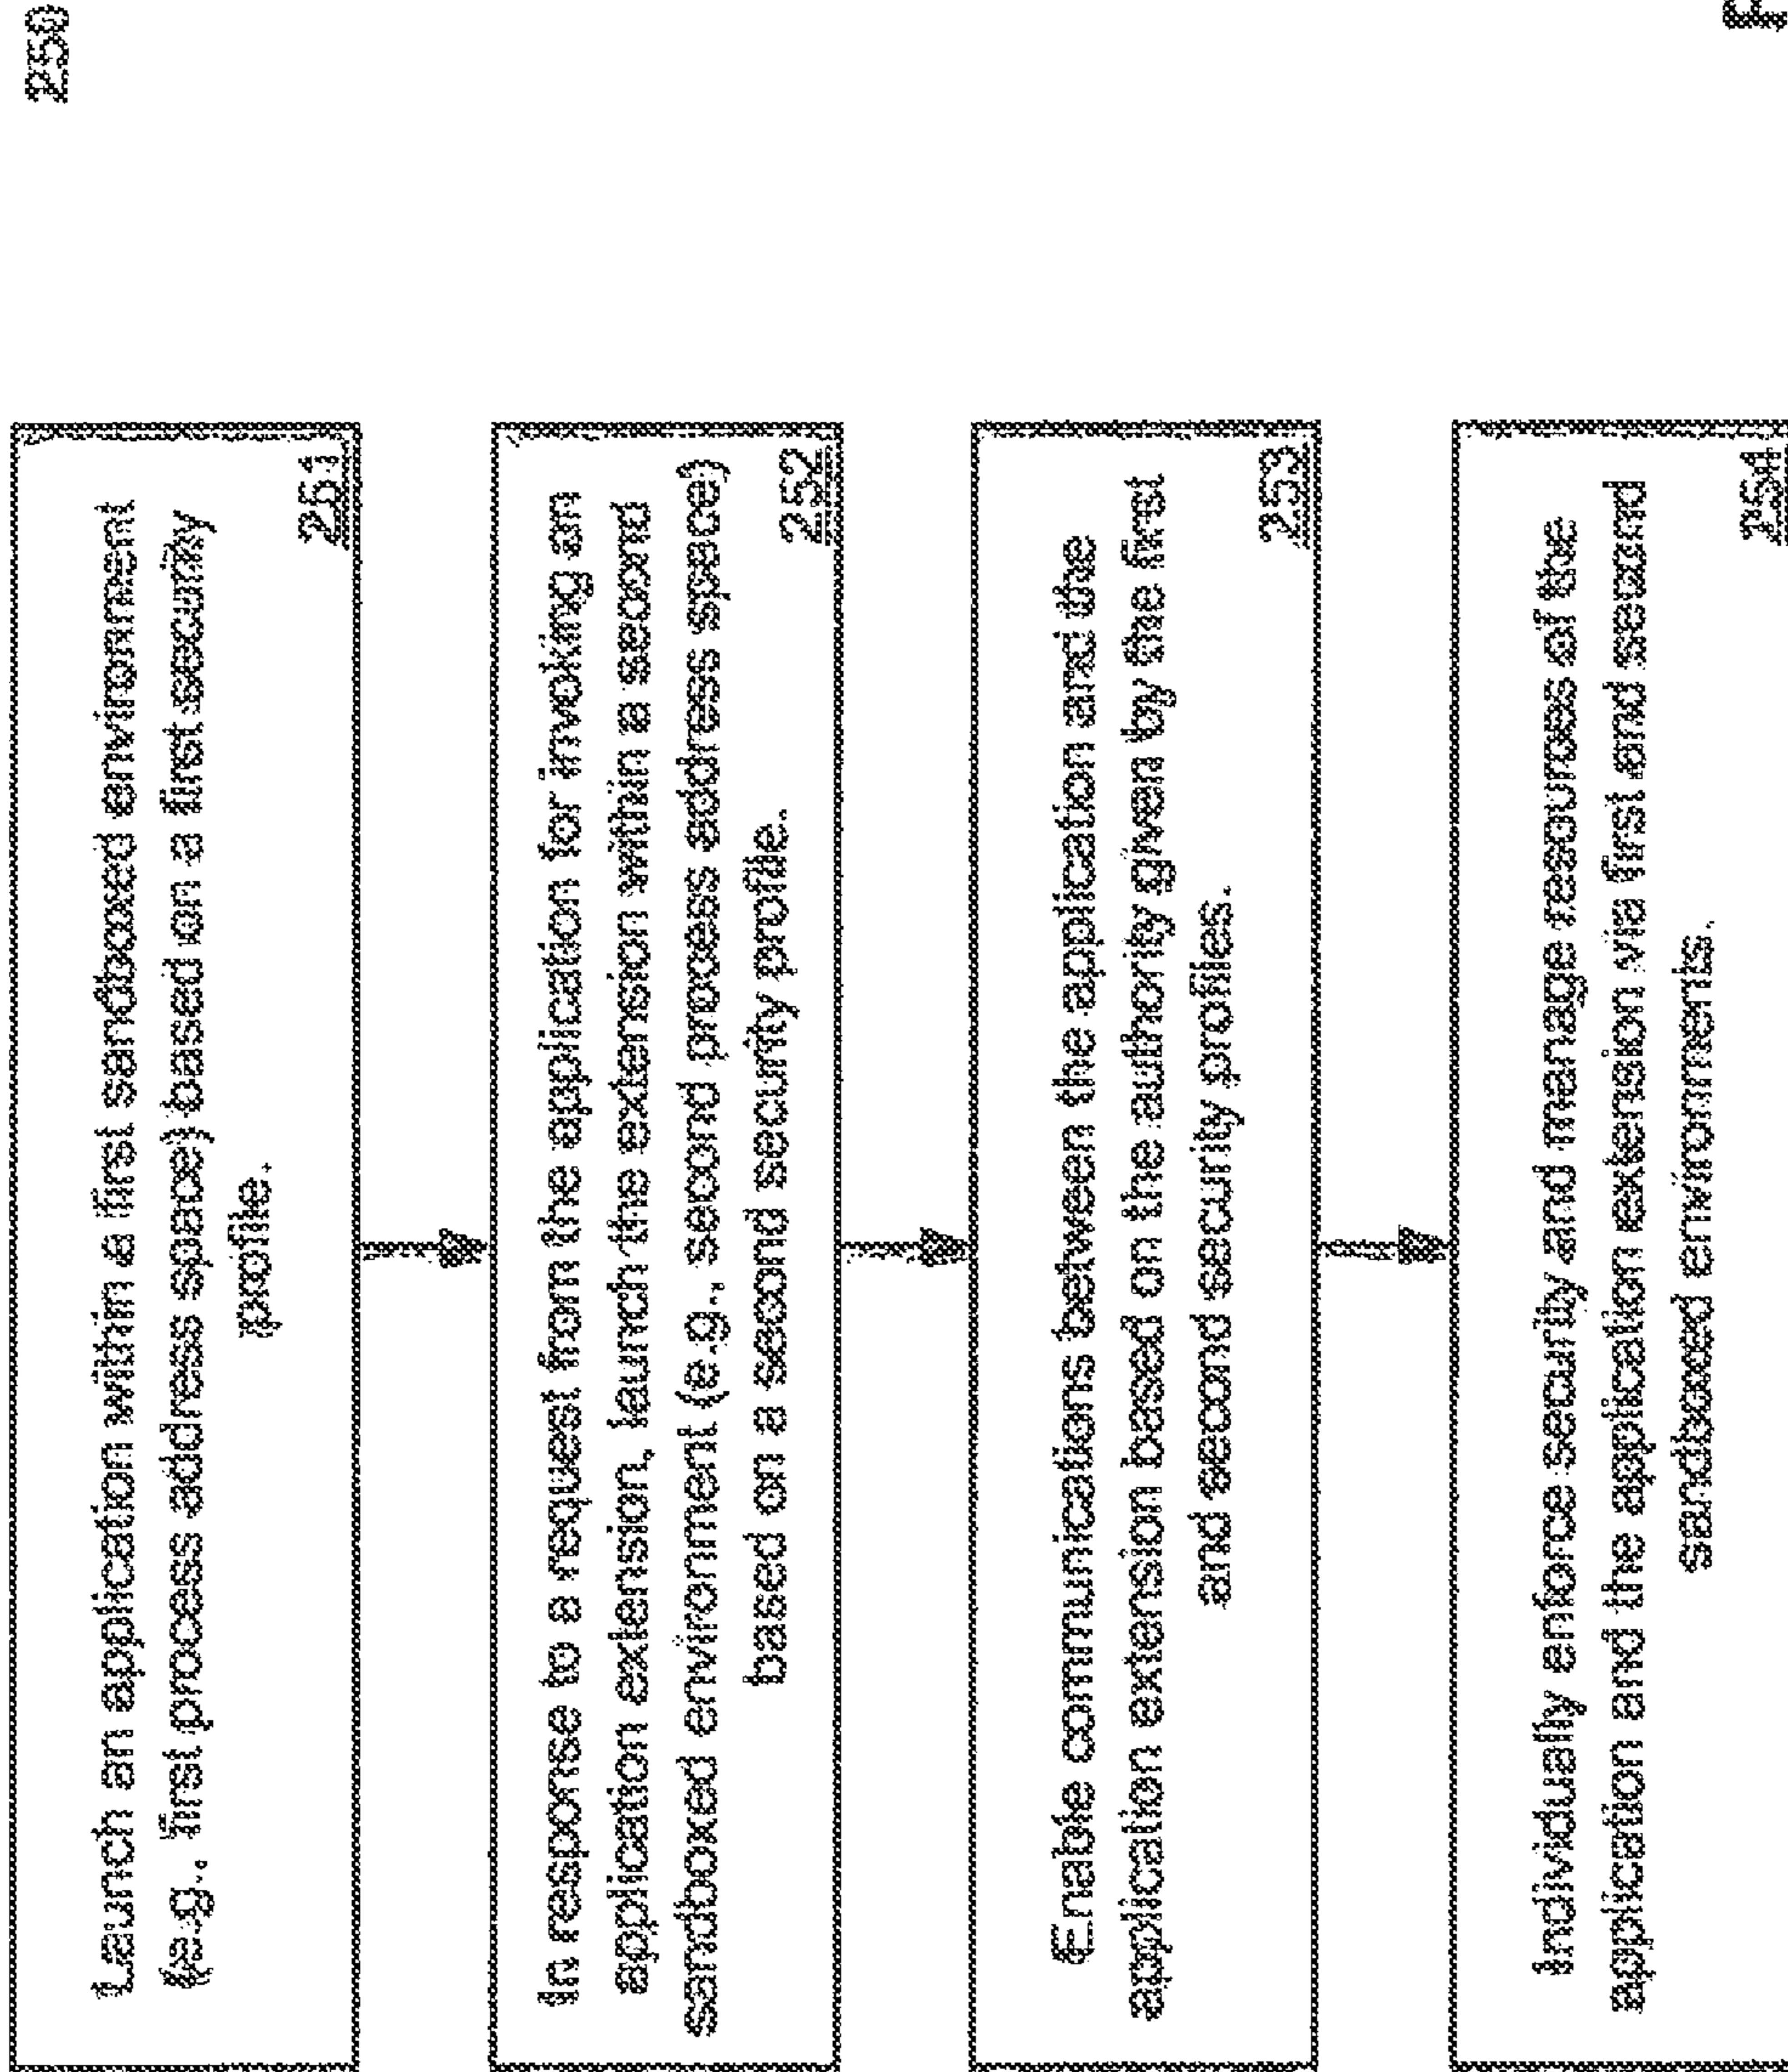 250
Launch an application within a first sandboxed environment
(e.g., first process address space) based on a first security
profile.
251
In response to a request from the application for invoking an
application extension, launch the extension within a second
sandboxed environment (e.g., second process address space)
based on a second security profile.
252
Enable communications between the application and the
application extension based on the authority given by the first
and second security profiles.
253
Individually enforce security and manage resources of the
application and the application extension via first and second
sandboxed environments.
254